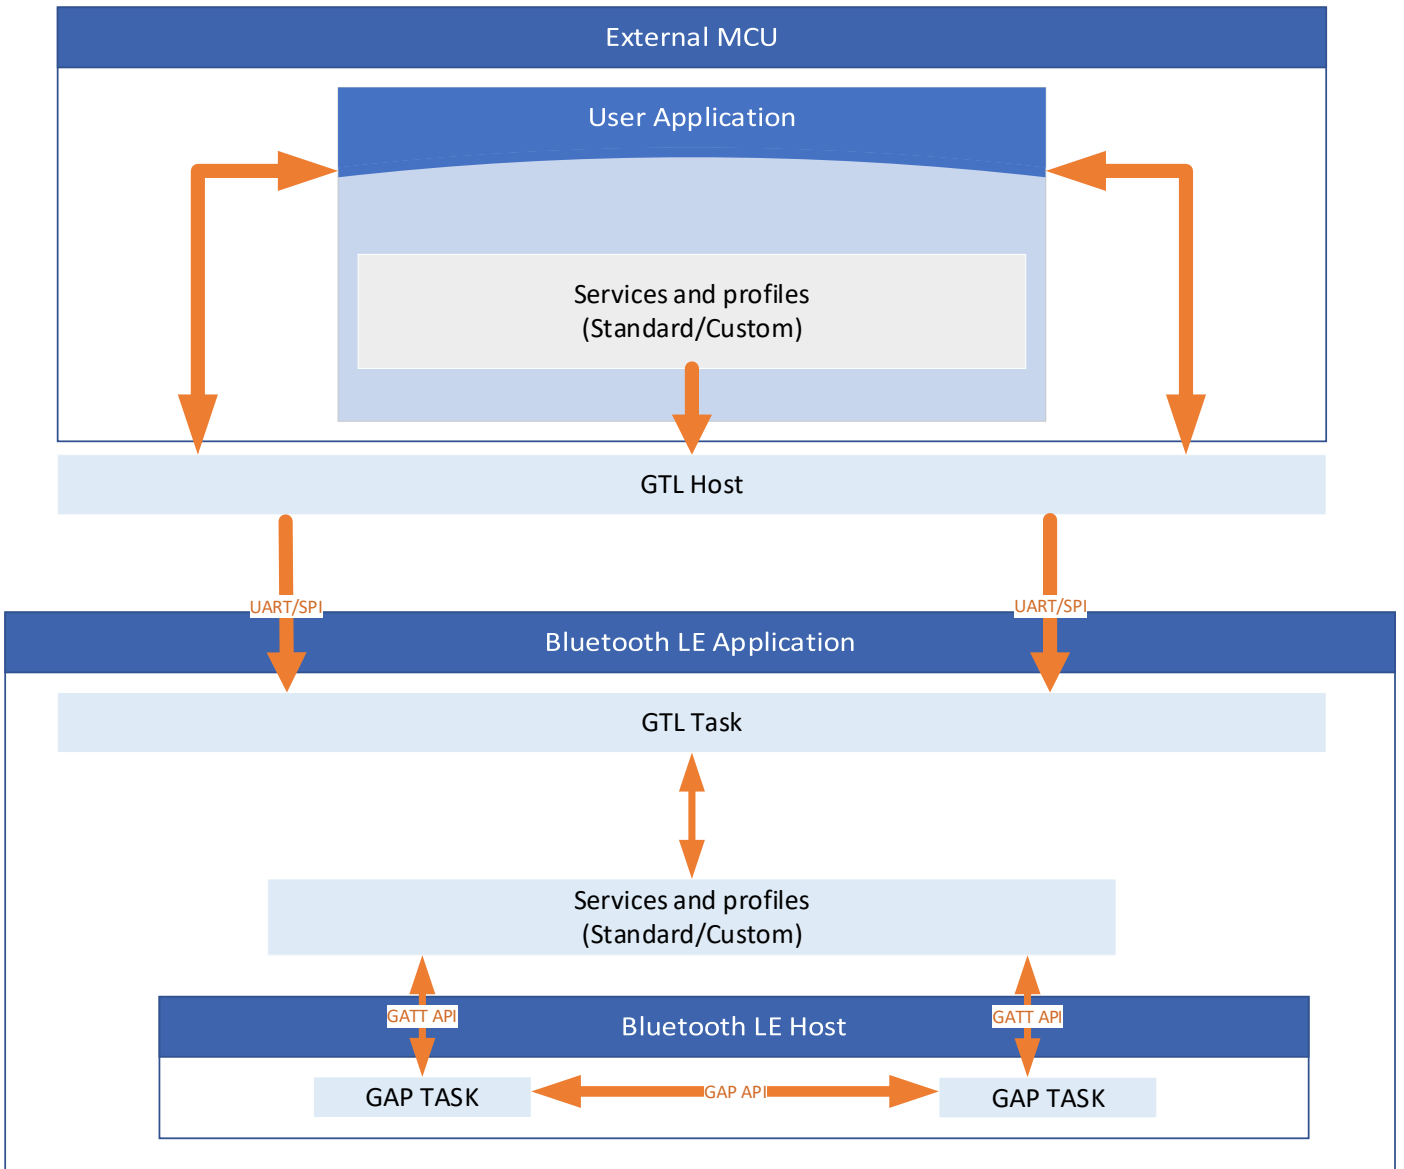 External MCU
User Application
Services and profiles
(Standard/Custom)
GTL Host
UART/SPI
UART/SPI
Bluetooth LE Application
GTL Task
Services and profiles
(Standard/Custom)
GATT API
GATT API
Bluetooth LE Host
GAP TASK
GAP API
GAP TASK